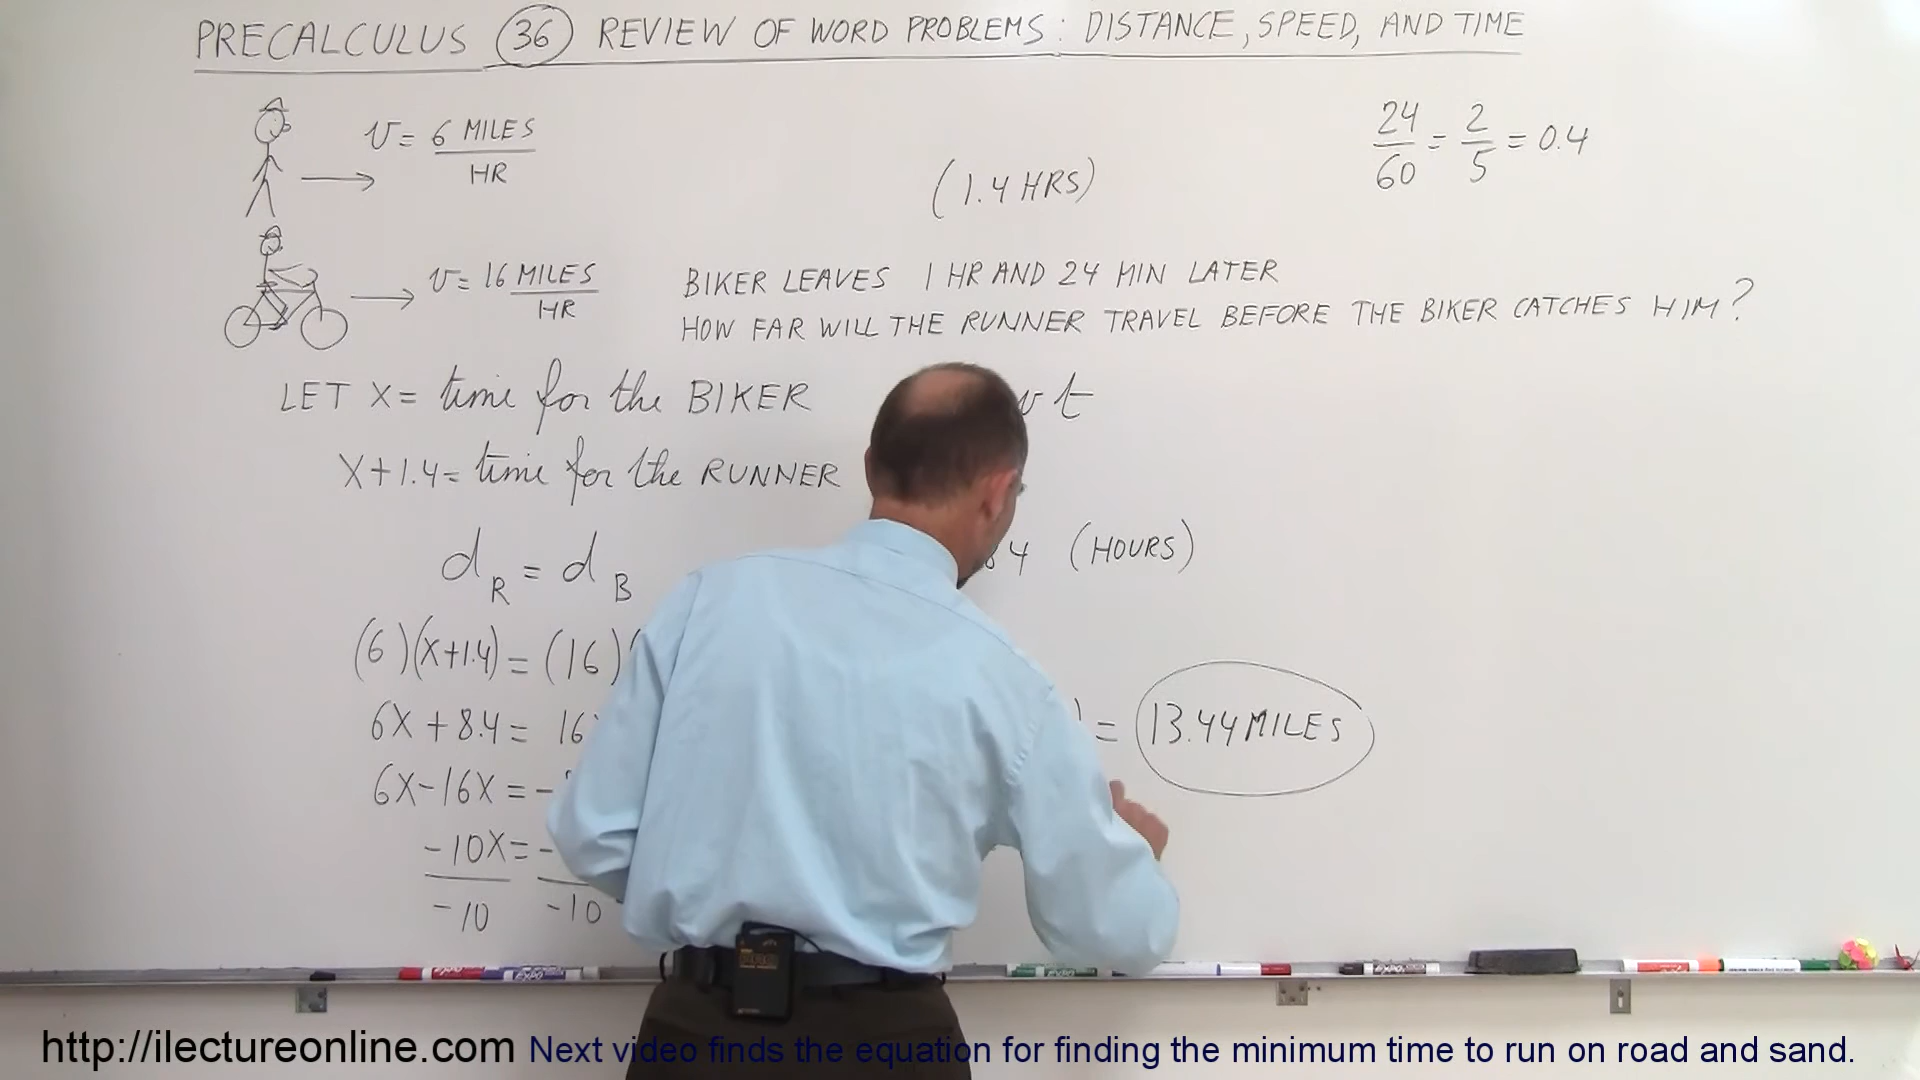 PRECALCULUS 36 REVIEW OF WORD PROBLEMS: DISTANCE, SPEED, AND TIME
V = 6 MILES / HR
24/60 = 2/5 = 0.4
(1.4 HRS)
V = 16 MILES / HR
BIKER LEAVES 1 HR AND 24 MIN LATER
HOW FAR WILL THE RUNNER TRAVEL BEFORE THE BIKER CATCHES HIM?
LET X = time for the BIKER
v t
X + 1.4 = time for the RUNNER
d R = d B
84 (HOURS)
(6)(X+1.4) = (16)(
6X + 8.4 = 16
) = 13.44 MILES
6X - 16X = -
-10X = -
-10 -10
http://ilectureonline.com Next video finds the equation for finding the minimum time to run on road and sand.